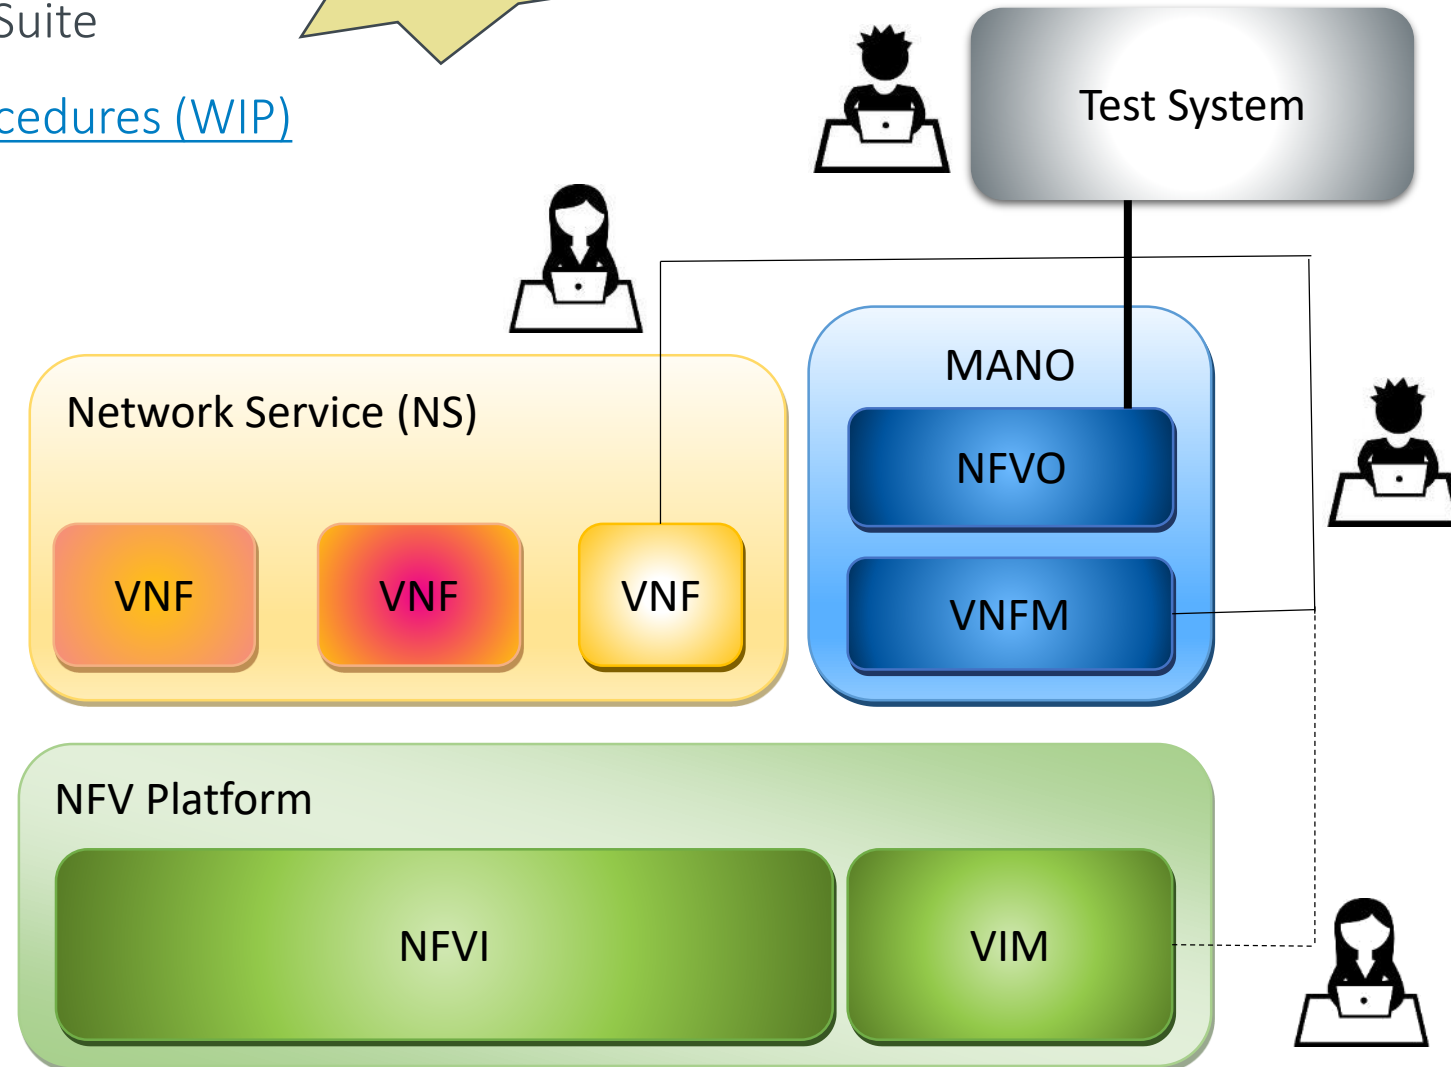 Suite
cedures (WIP)
Test System
MANO
Network Service (NS)
NFVO
VNF
VNF
VNF
VNFM
NFV Platform
NFVI
VIM